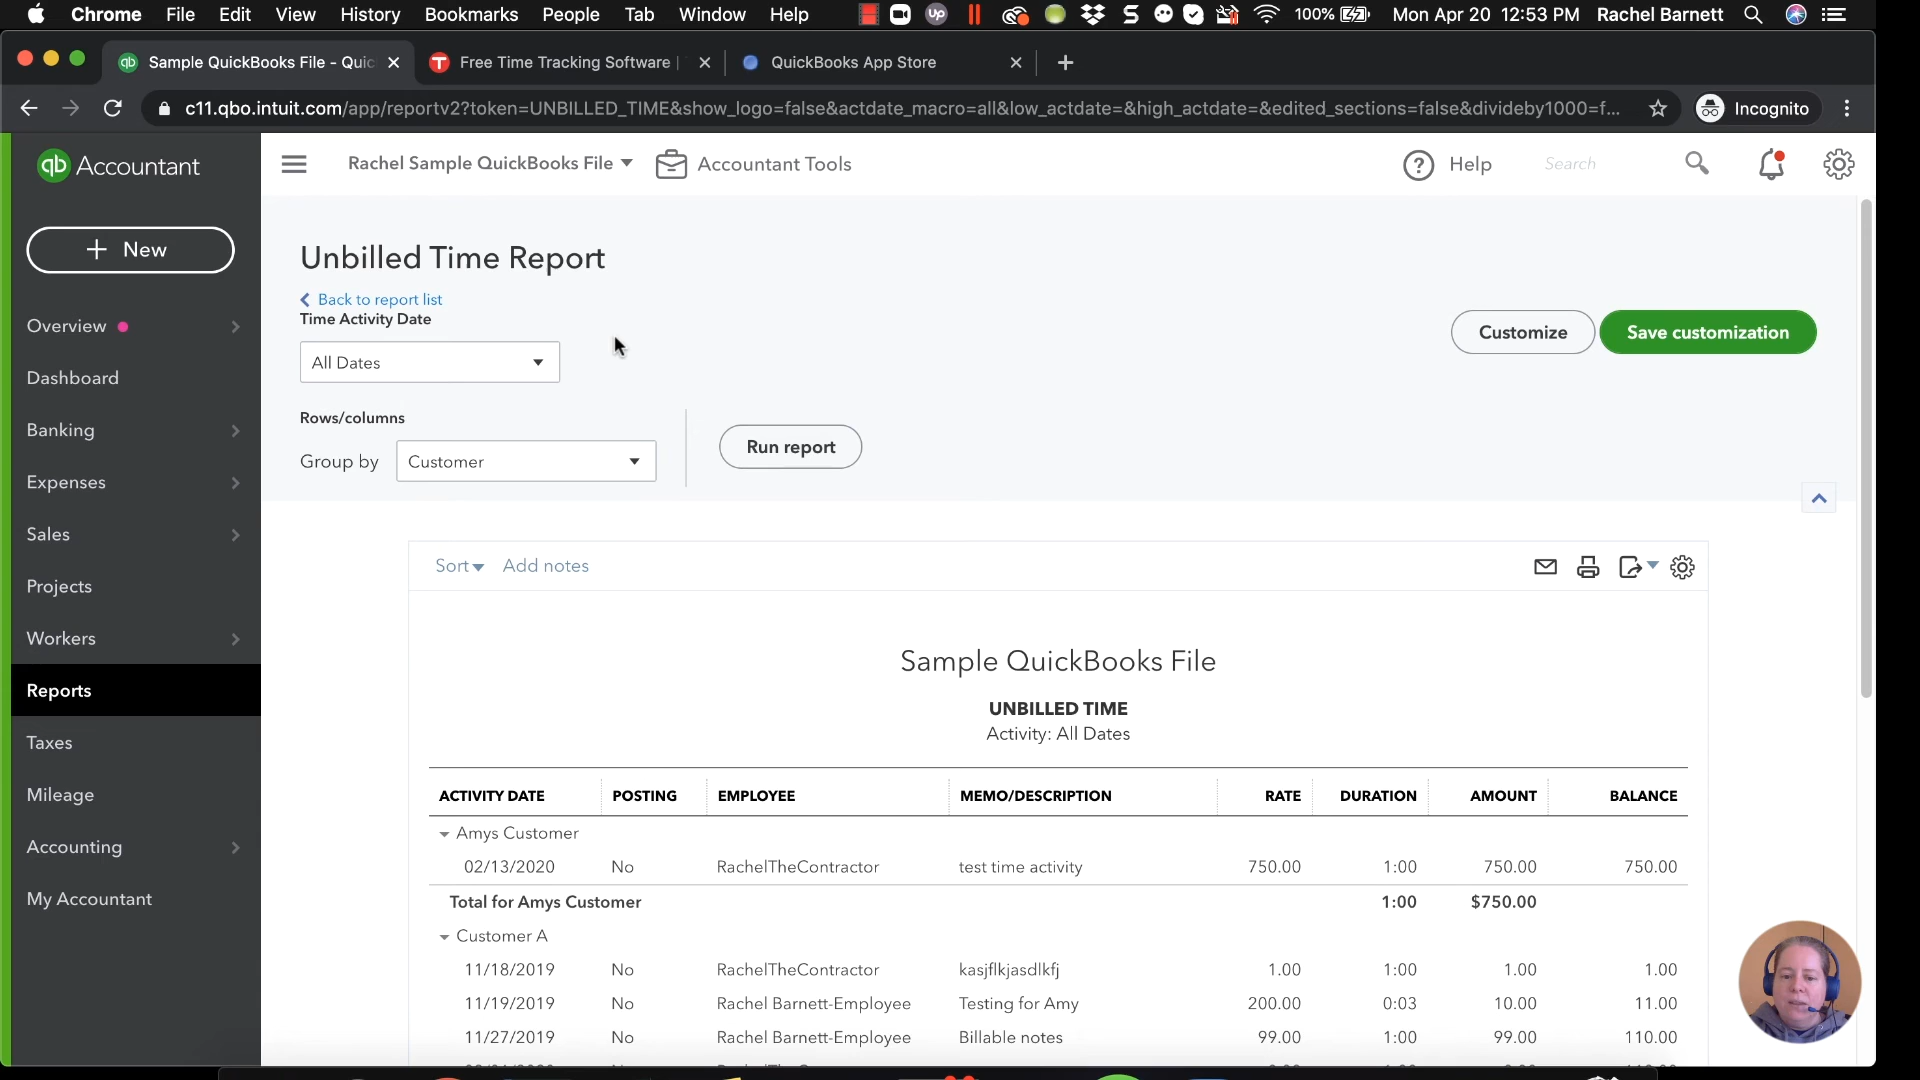 Chrome File Edit View History Bookmarks People Tab Window Help Up S 100% Mon Apr 20 12:53 PM Rachel Barnett
qb Sample QuickBooks File - Quic T Free Time Tracking Software | QuickBooks App Store
c11.qbo.intuit.com/app/reportv2?token=UNBILLED_TIME&show_logo=false&actdate_macro=all&low_actdate=&high_actdate=&edited_sections=false&divideby1000=f... Incognito
qb Accountant
Rachel Sample QuickBooks File Accountant Tools ? Help Search
+ New
Overview
Dashboard
Banking
Expenses
Sales
Projects
Workers
Reports
Taxes
Mileage
Accounting
My Accountant
Unbilled Time Report
Back to report list
Time Activity Date
All Dates
Customize Save customization
Rows/columns
Group by Customer Run report
Sort Add notes
Sample QuickBooks File
UNBILLED TIME
Activity: All Dates
ACTIVITY DATE POSTING EMPLOYEE MEMO/DESCRIPTION RATE DURATION AMOUNT BALANCE
Amys Customer
02/13/2020 No RachelTheContractor test time activity 750.00 1:00 750.00 750.00
Total for Amys Customer 1:00 $750.00
Customer A
11/18/2019 No RachelTheContractor kasjflkjasdlkfj 1.00 1:00 1.00 1.00
11/19/2019 No Rachel Barnett-Employee Testing for Amy 200.00 0:03 10.00 11.00
11/27/2019 No Rachel Barnett-Employee Billable notes 99.00 1:00 99.00 110.00